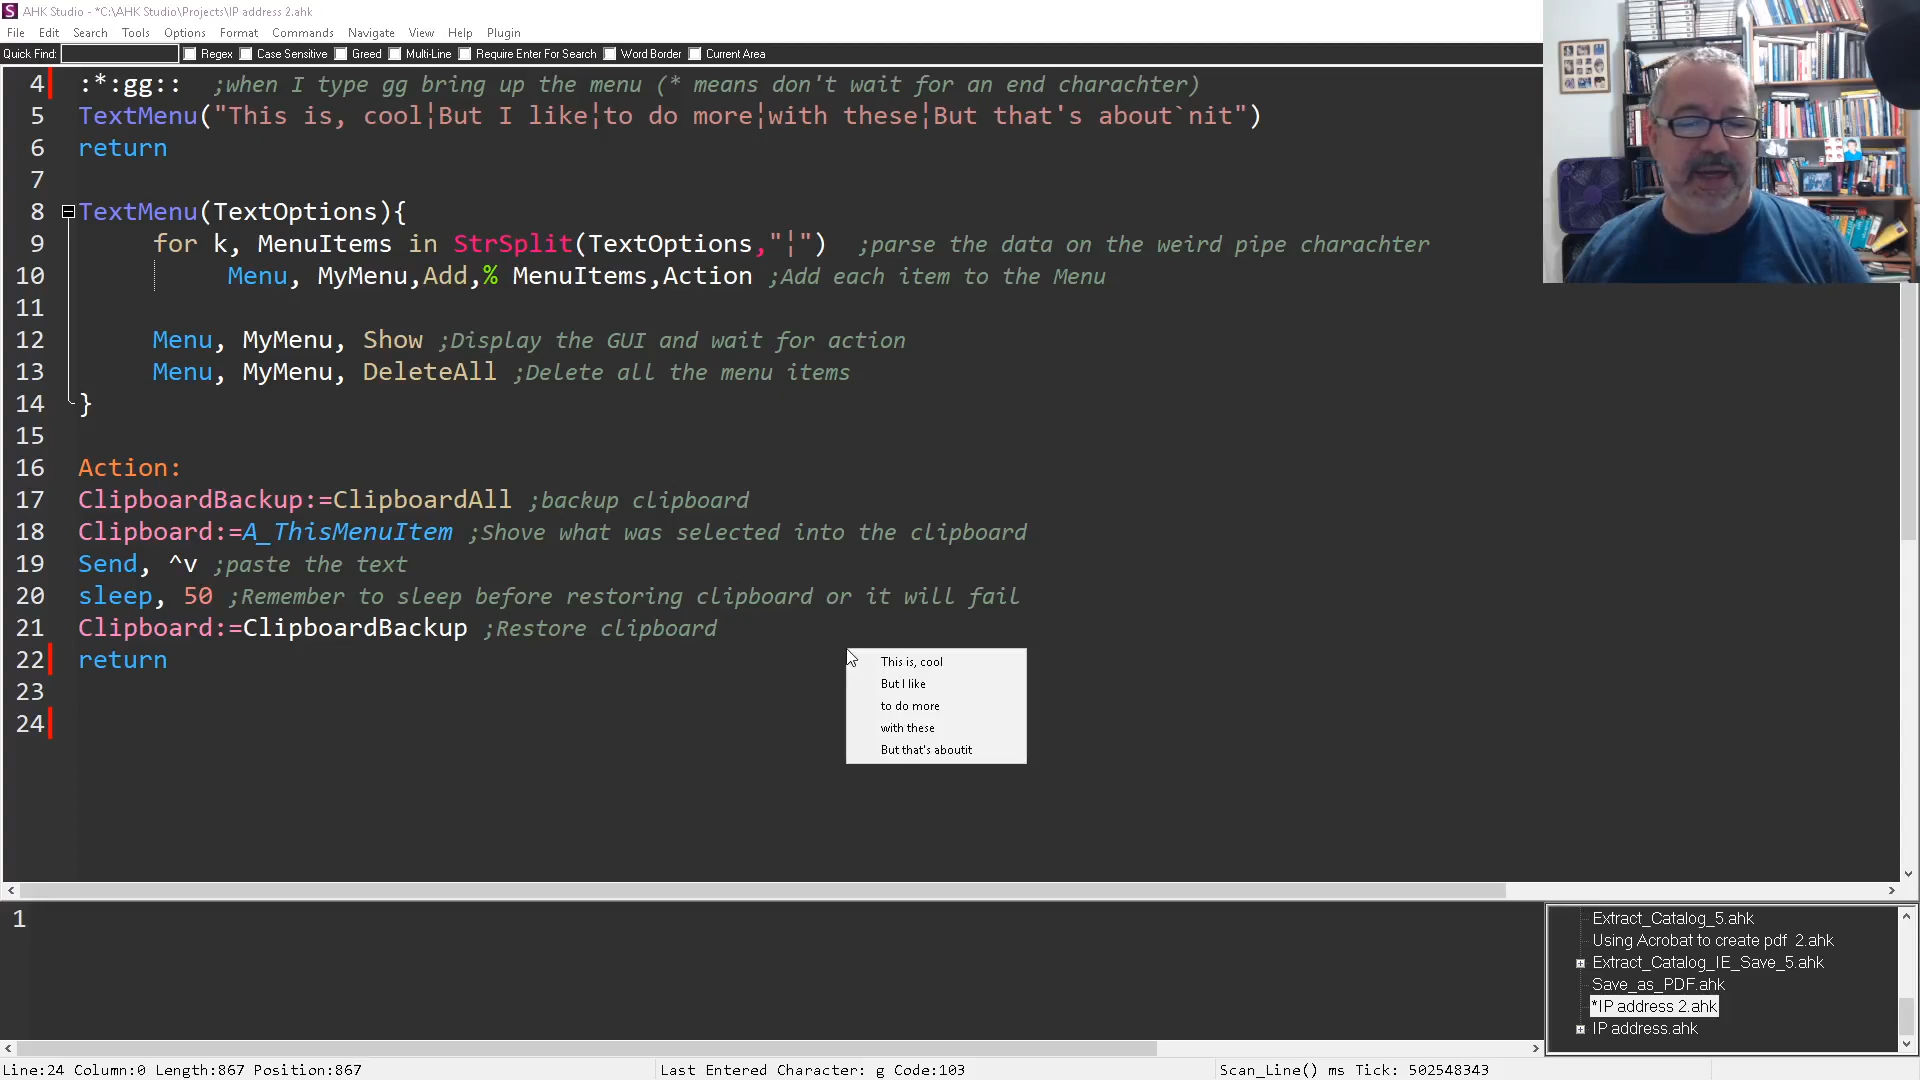 AHK Studio - *C:\AHK Studio\Projects\IP address 2.ahk
File Edit Search Tools Options Format Commands Navigate View Help Plugin
Quick Find: Regex Case Sensitive Greed Multi-Line Require Enter For Search Word Border Current Area
4 :*:gg:: ;when I type gg bring up the menu (* means don't wait for an end charachter)
5 TextMenu("This is, cool¦But I like¦to do more¦with these¦But that's about`nit")
6 return
7
8 TextMenu(TextOptions){
9 for k, MenuItems in StrSplit(TextOptions,"¦") ;parse the data on the weird pipe charachter
10 Menu, MyMenu,Add,% MenuItems,Action ;Add each item to the Menu
11
12 Menu, MyMenu, Show ;Display the GUI and wait for action
13 Menu, MyMenu, DeleteAll ;Delete all the menu items
14 }
15
16 Action:
17 ClipboardBackup:=ClipboardAll ;backup clipboard
18 Clipboard:=A_ThisMenuItem ;Shove what was selected into the clipboard
19 Send, ^v ;paste the text
20 sleep, 50 ;Remember to sleep before restoring clipboard or it will fail
21 Clipboard:=ClipboardBackup ;Restore clipboard
22 return
23
24
This is, cool
But I like
to do more
with these
But that's aboutit
1
Extract_Catalog_5.ahk
Using Acrobat to create pdf 2.ahk
Extract_Catalog_IE_Save_5.ahk
Save_as_PDF.ahk
*IP address 2.ahk
IP address.ahk
Line:24 Column:0 Length:867 Position:867 Last Entered Character: g Code:103 Scan_Line() ms Tick: 502548343